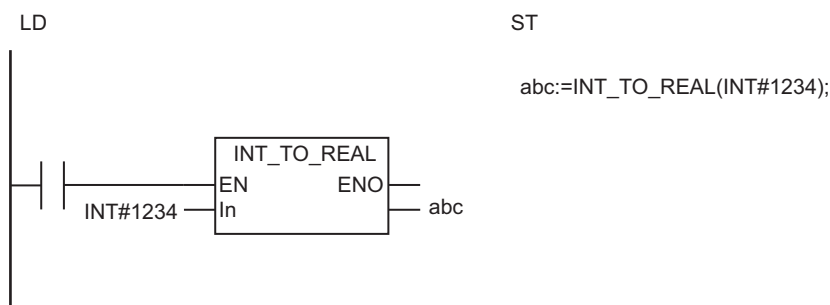 LD
ST
abc:=INT_TO_REAL(INT#1234);
INT_TO_REAL
EN ENO
INT#1234 In abc